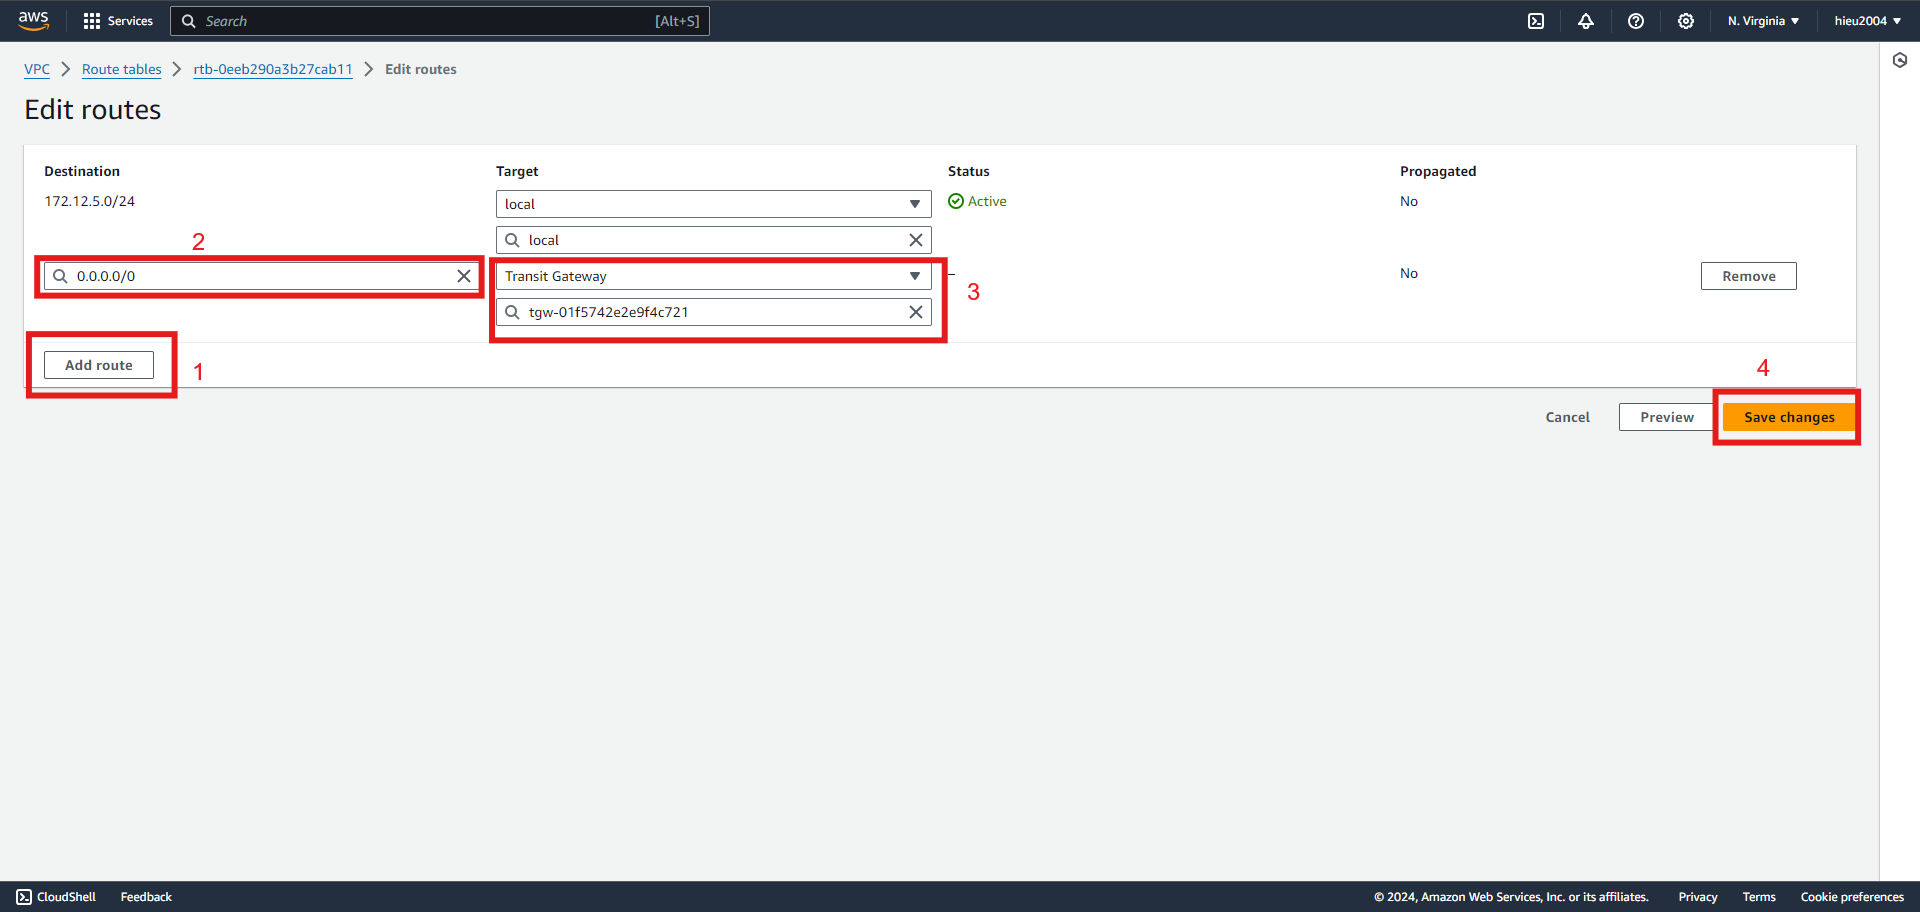 aws
Services
Search
[Alt+S]
N. Virginia
hieu2004
VPC
Route tables
rtb-0eeb290a3b27cab11
Edit routes
Edit routes
Destination
Target
Status
Propagated
172.12.5.0/24
local
Active
No
2
local
0.0.0.0/0
Transit Gateway
–
No
Remove
3
tgw-01f5742e2e9f4c721
Add route
1
4
Cancel
Preview
Save changes
CloudShell
Feedback
© 2024, Amazon Web Services, Inc. or its affiliates.
Privacy
Terms
Cookie preferences